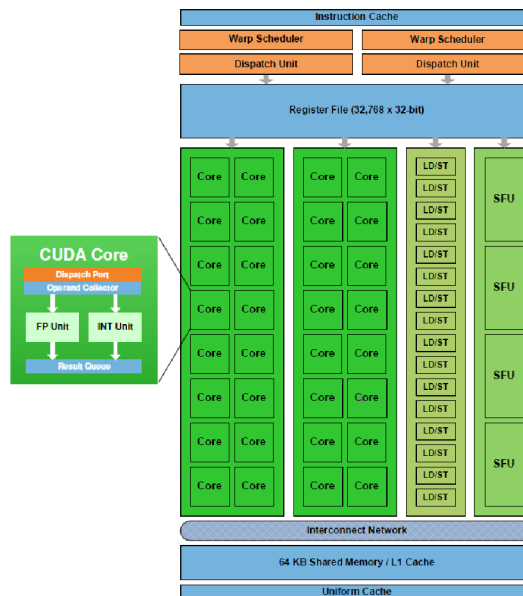 Instruction Cache
Warp Scheduler Warp Scheduler
Dispatch Unit Dispatch Unit
Register File (32,768 x 32-bit)
Core Core Core Core LD/ST
LD/ST
SFU
Core Core Core Core LD/ST
LD/ST
Core Core Core Core LD/ST
LD/ST
SFU
Core Core Core Core LD/ST
LD/ST
Core Core Core Core LD/ST
LD/ST
SFU
Core Core Core Core LD/ST
LD/ST
Core Core Core Core LD/ST
LD/ST
SFU
Core Core Core Core LD/ST
LD/ST
CUDA Core
Dispatch Port
Operand Collector
FP Unit INT Unit
Result Queue
Interconnect Network
64 KB Shared Memory / L1 Cache
Uniform Cache